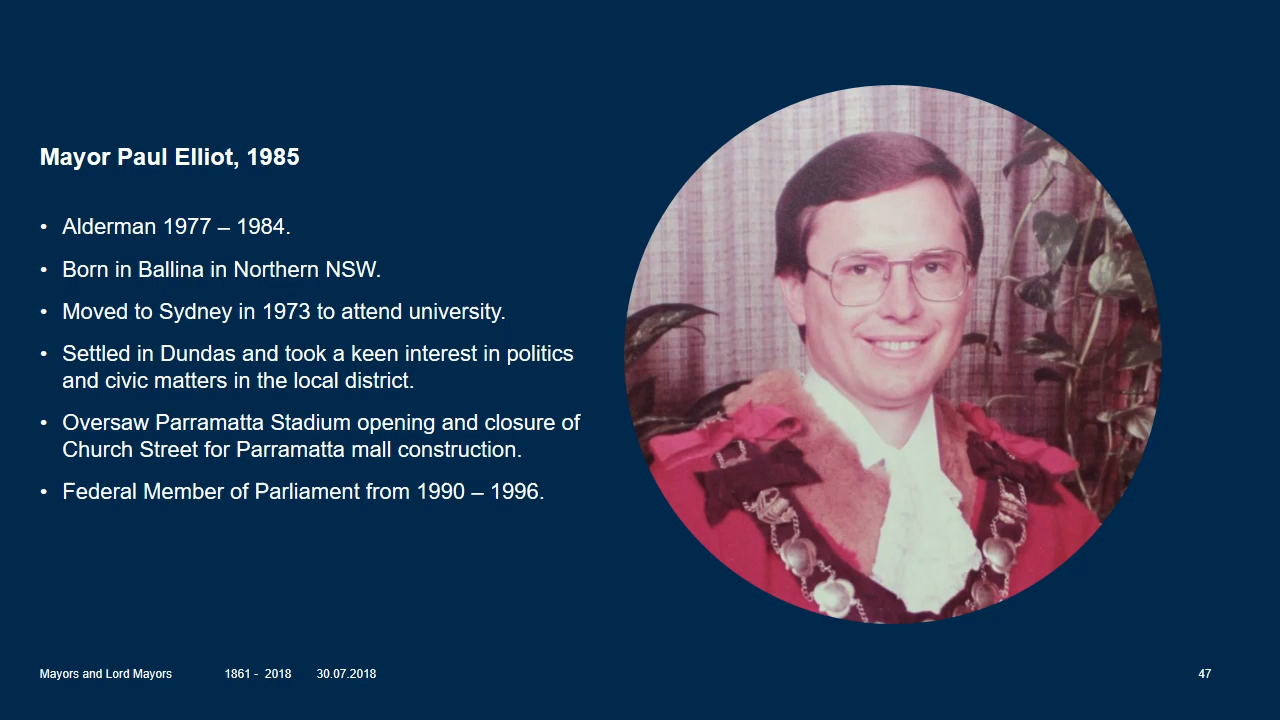 Mayor Paul Elliot, 1985
• Alderman 1977 – 1984.
• Born in Ballina in Northern NSW.
• Moved to Sydney in 1973 to attend university.
• Settled in Dundas and took a keen interest in politics
and civic matters in the local district.
• Oversaw Parramatta Stadium opening and closure of
Church Street for Parramatta mall construction.
• Federal Member of Parliament from 1990 – 1996.
Mayors and Lord Mayors 1861 - 2018 30.07.2018 47